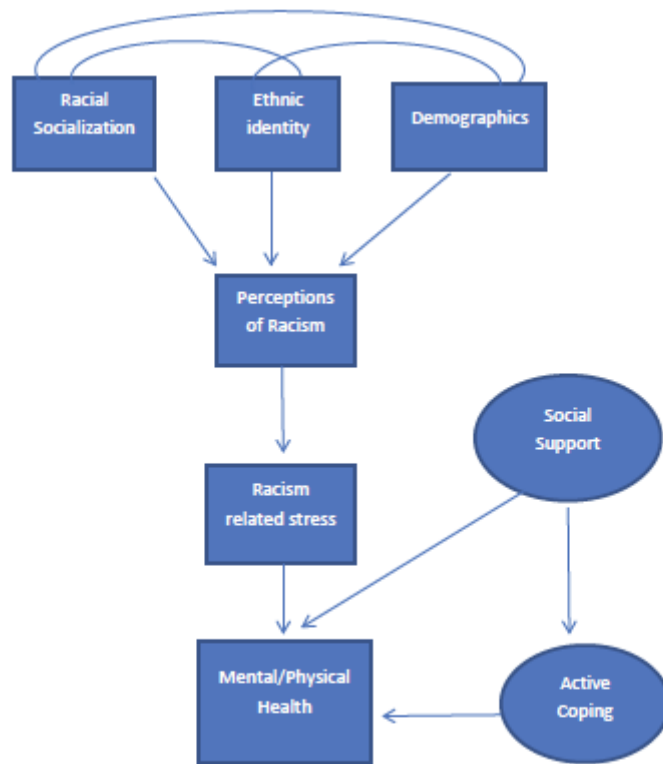 Racial
Socialization
Ethnic
identity
Demographics
Perceptions
of Racism
Social
Support
Racism
related stress
Mental/Physical
Health
Active
Coping